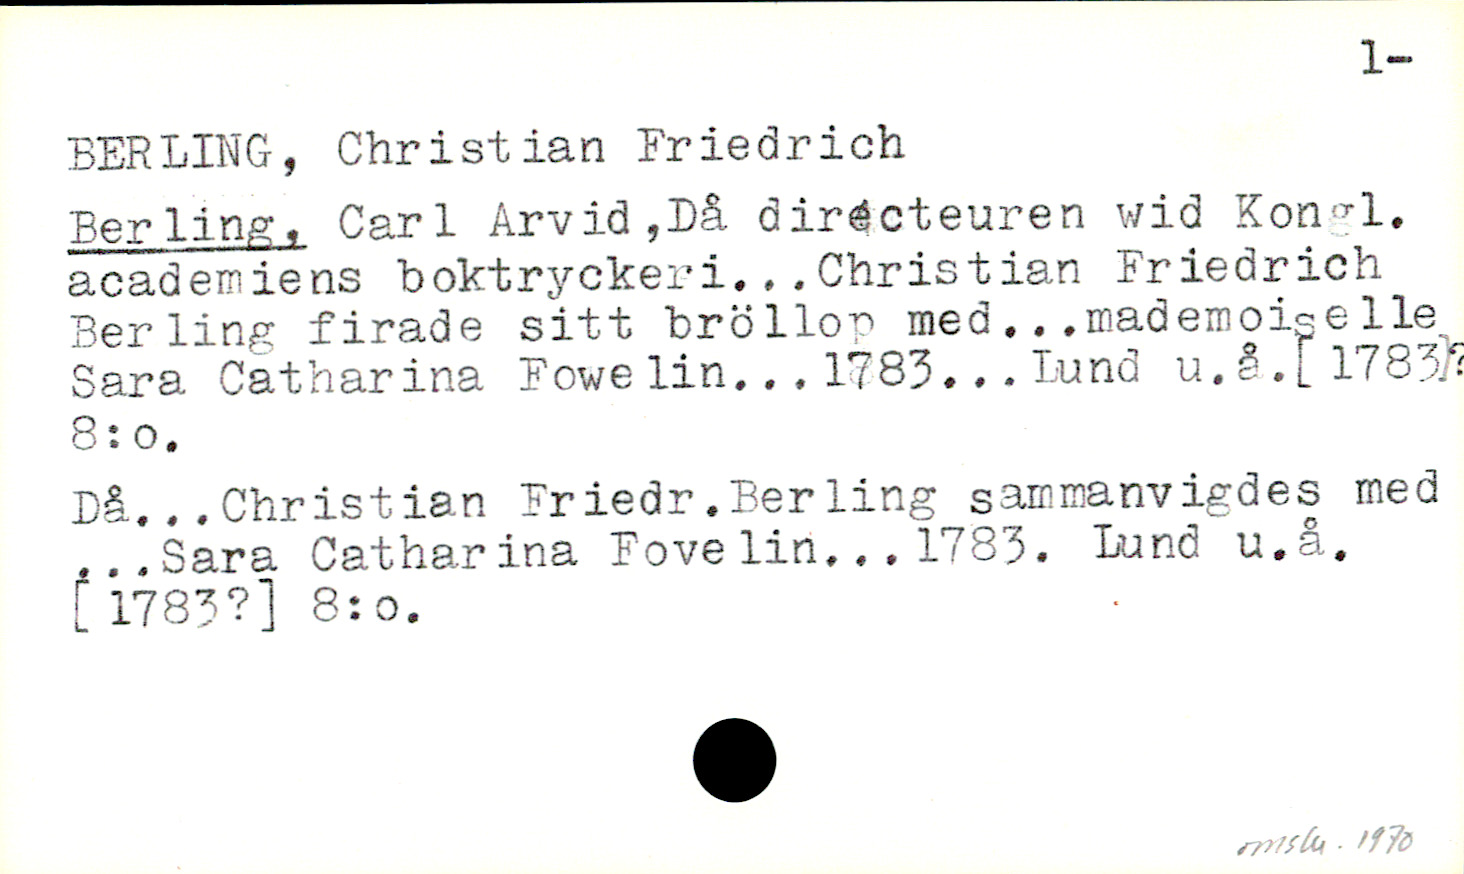 1-
BERLING, Christian Friedrich
Berling, Carl Arvid,Då directeuren wid Kongl.
academiens boktryckeri...Christian Friedrich
Berling firade sitt bröllop med...mademoiselle
Sara Catharina Fowelin...1783...Lund u.å.[1783]?
8:o.
Då...Christian Friedr.Berling sammanvigdes med
...Sara Catharina Fovelin...1783. Lund u.å.
[1783?] 8:o.
omskr. 1970